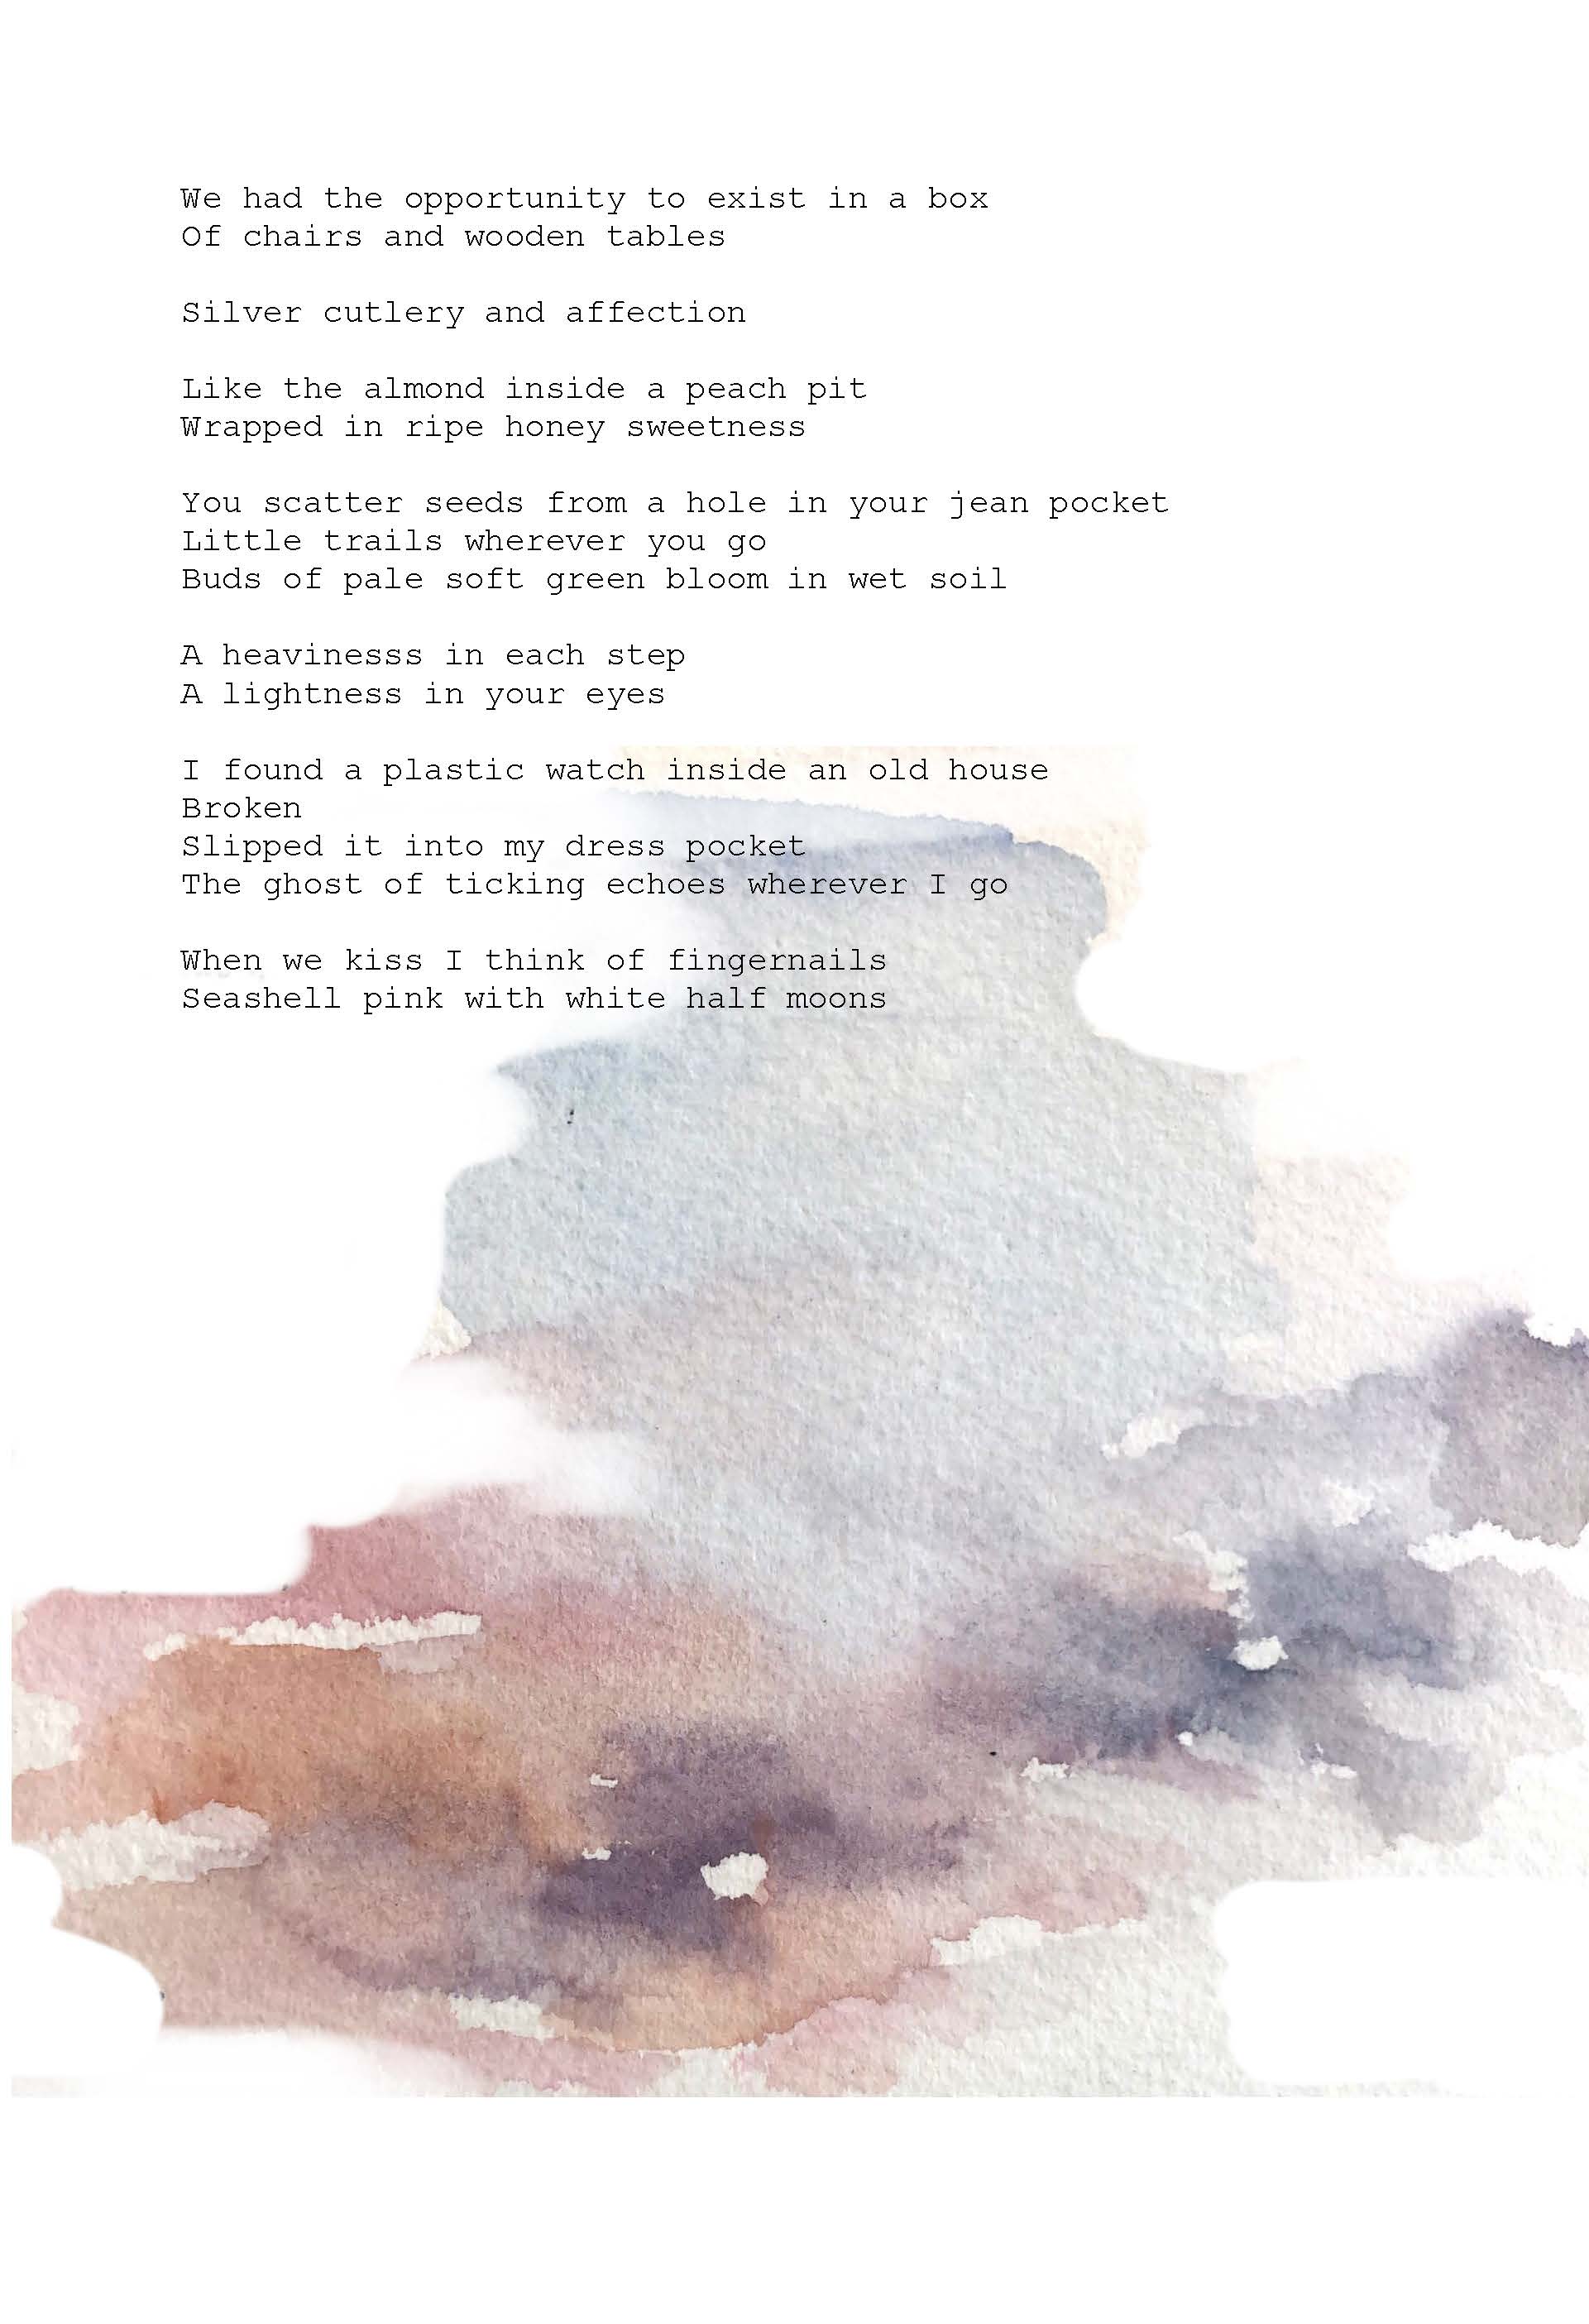 We had the opportunity to exist in a box
Of chairs and wooden tables
Silver cutlery and affection
Like the almond inside a peach pit
Wrapped in ripe honey sweetness
You scatter seeds from a hole in your jean pocket
Little trails wherever you go
Buds of pale soft green bloom in wet soil
A heavinesss in each step
A lightness in your eyes
I found a plastic watch inside an old house
Broken
Slipped it into my dress pocket
The ghost of ticking echoes wherever I go
When we kiss I think of fingernails
Seashell pink with white half moons